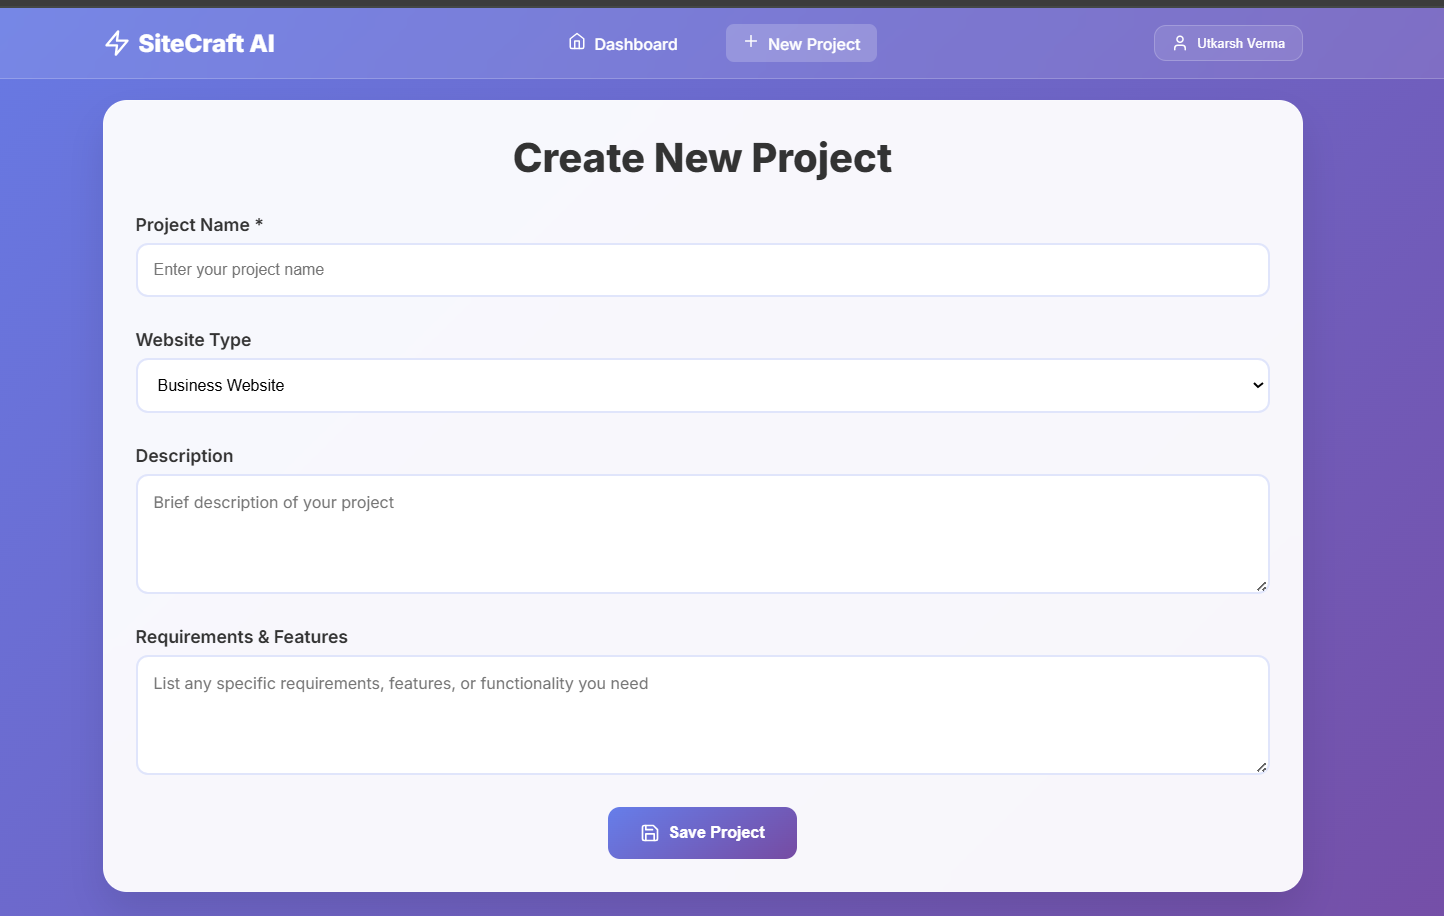 SiteCraft AI
Dashboard
New Project
Utkarsh Verma
Create New Project
Project Name *
Enter your project name
Website Type
Business Website
Description
Brief description of your project
Requirements & Features
List any specific requirements, features, or functionality you need
Save Project